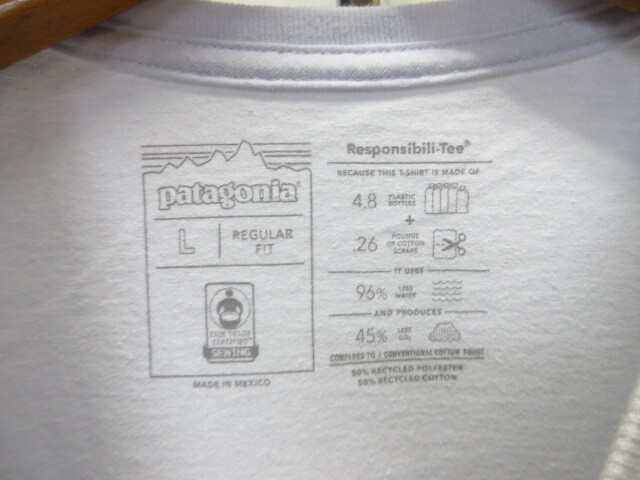 patagonia®
L
REGULAR
FIT
FAIR TRADE
CERTIFIED™
SEWING
MADE IN MEXICO
Responsibili-Tee®
BECAUSE THIS T-SHIRT IS MADE OF
4.8 PLASTIC
BOTTLES
+
.26 POUNDS
OF COTTON
SCRAPS
IT USES
96% LESS
WATER
AND PRODUCES
45% LESS
CO₂
COMPARED TO A CONVENTIONAL COTTON T-SHIRT
50% RECYCLED POLYESTER
50% RECYCLED COTTON